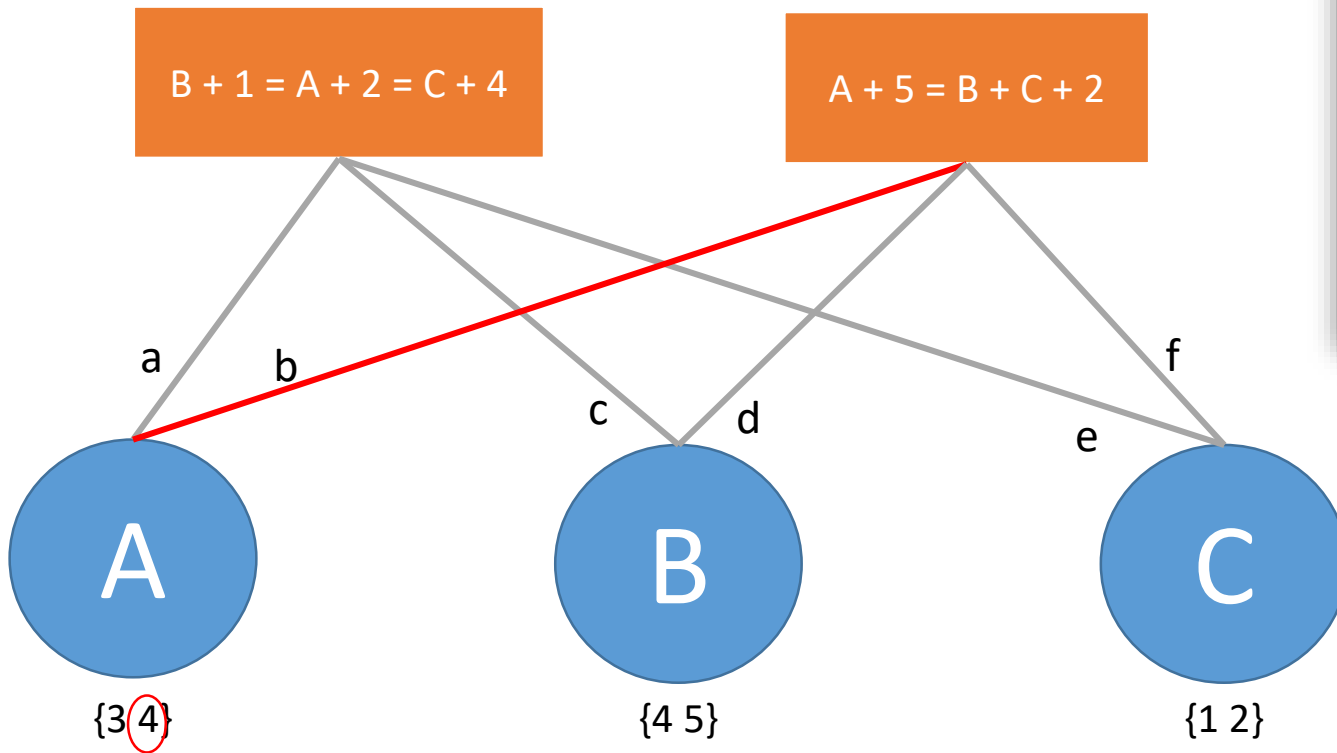 B + 1 = A + 2 = C + 4
A + 5 = B + C + 2
a
b
c
d
e
f
A
B
C
{3 4}
{4 5}
{1 2}